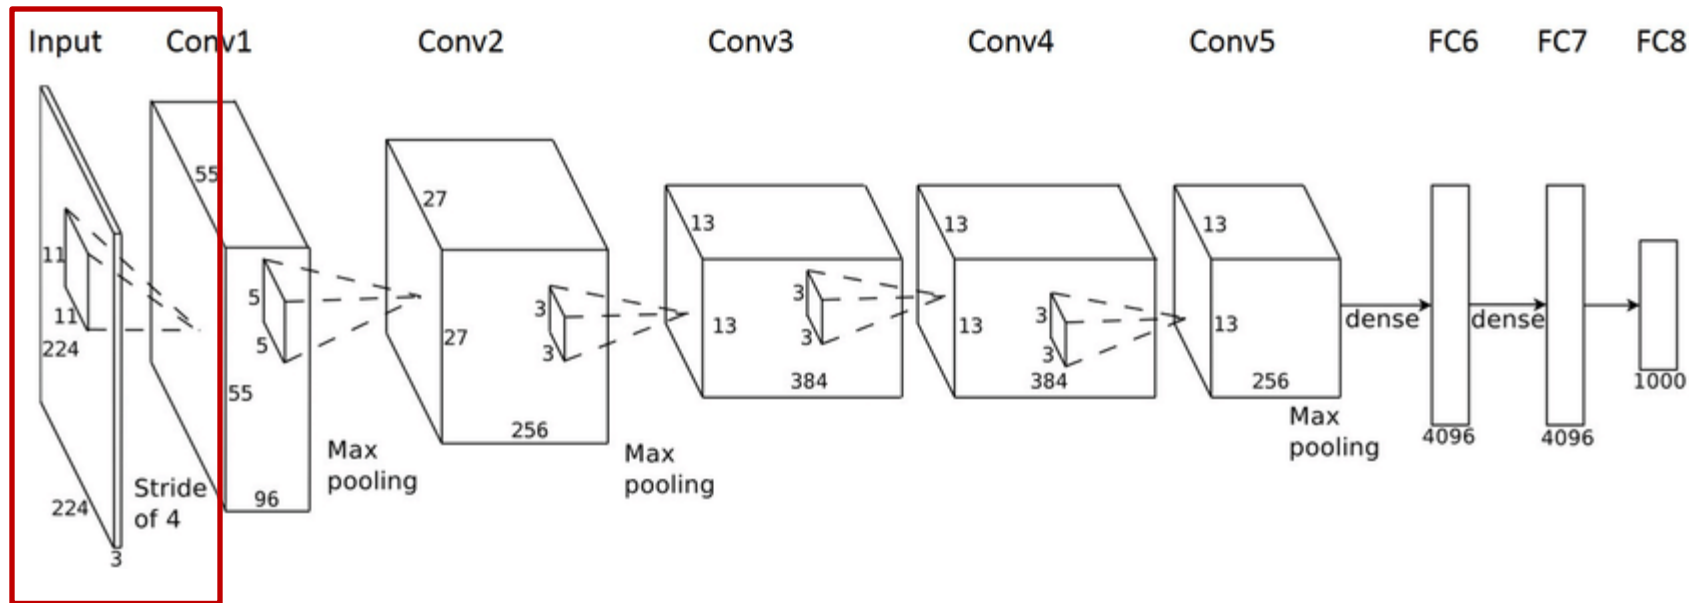 Input Conv1 Conv2 Conv3 Conv4 Conv5 FC6 FC7 FC8
11
11
224
224
3
Stride
of 4
55
5
5
55
96
Max
pooling
27
3
3
27
256
Max
pooling
13
3
3
13
384
13
3
3
13
384
13
13
256
Max
pooling
dense
4096
dense
4096
1000